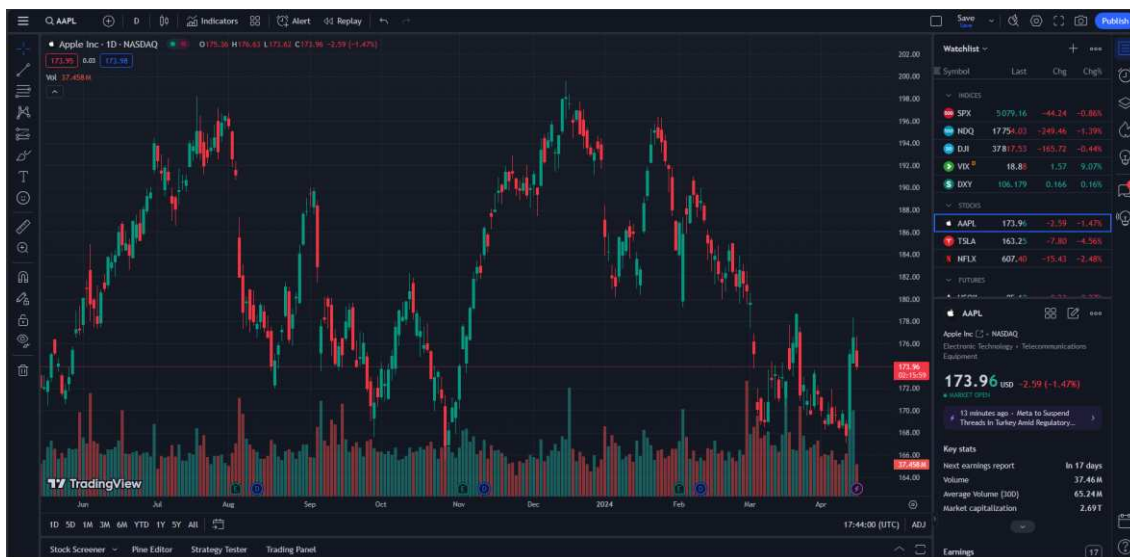 AAPL D Indicators Alert Replay Save Save Publish
Apple Inc · 1D · NASDAQ O175.36 H176.63 L173.62 C173.96 −2.59 (−1.47%)
173.95 0.03 173.98
Vol 37.458M
202.00
200.00
198.00
196.00
194.00
192.00
190.00
188.00
186.00
184.00
182.00
180.00
178.00
176.00
173.96
02:15:59
172.00
170.00
168.00
166.00
37.458M
164.00
TradingView
Jun Jul Aug Sep Oct Nov Dec 2024 Feb Mar Apr
1D 5D 1M 3M 6M YTD 1Y 5Y All 17:44:00 (UTC) ADJ
Stock Screener Pine Editor Strategy Tester Trading Panel
Watchlist
Symbol Last Chg Chg%
INDICES
SPX 5079.16 −44.24 −0.86%
NDQ 17754.03 −249.46 −1.39%
DJI 37817.53 −165.72 −0.44%
VIX 18.88 1.57 9.07%
DXY 106.179 0.166 0.16%
STOCKS
AAPL 173.96 −2.59 −1.47%
TSLA 163.25 −7.80 −4.56%
NFLX 607.40 −15.43 −2.48%
FUTURES
AAPL
Apple Inc · NASDAQ
Electronic Technology · Telecommunications
Equipment
173.96 USD −2.59 (−1.47%)
MARKET OPEN
13 minutes ago · Meta to Suspend
Threads in Turkey Amid Regulatory...
Key stats
Next earnings report In 17 days
Volume 37.46M
Average Volume (30D) 65.24M
Market capitalization 2.69T
Earnings